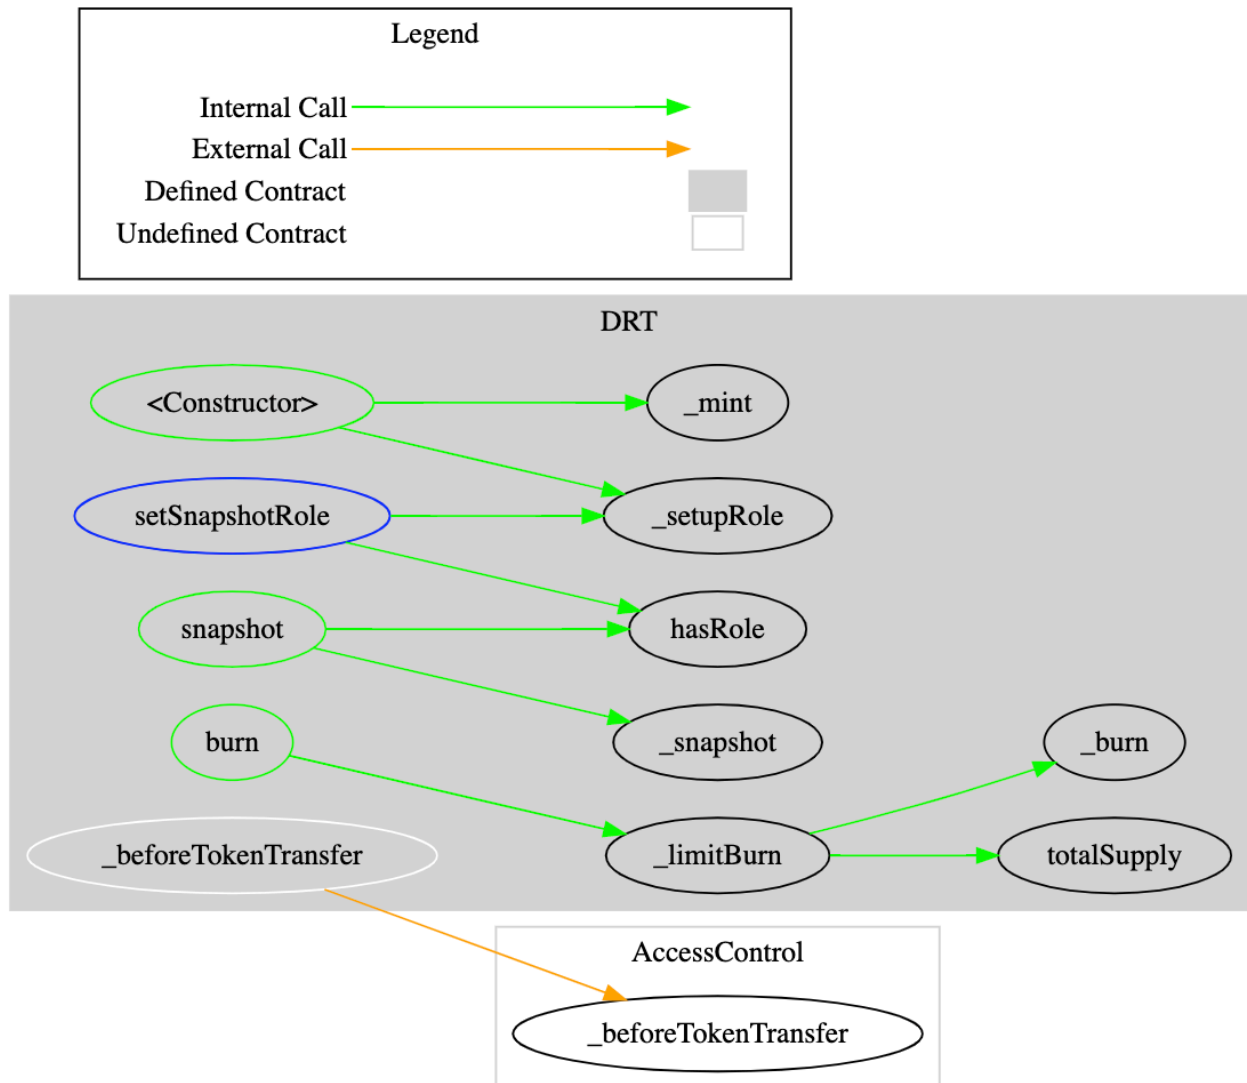 Legend
Internal Call
External Call
Defined Contract
Undefined Contract
DRT
<Constructor>
_mint
setSnapshotRole
_setupRole
snapshot
hasRole
burn
_snapshot
_burn
_beforeTokenTransfer
_limitBurn
totalSupply
AccessControl
_beforeTokenTransfer